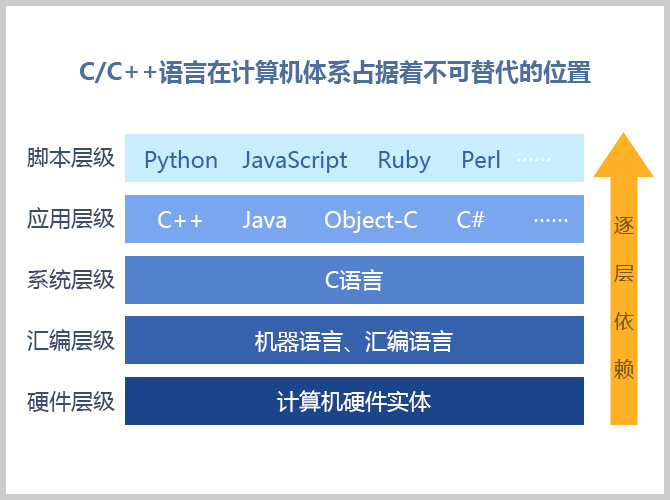 C/C++语言在计算机体系占据着不可替代的位置
脚本层级 Python JavaScript Ruby Perl ······
应用层级 C++ Java Object-C C# ······
系统层级 C语言
汇编层级 机器语言、汇编语言
硬件层级 计算机硬件实体
逐层依赖